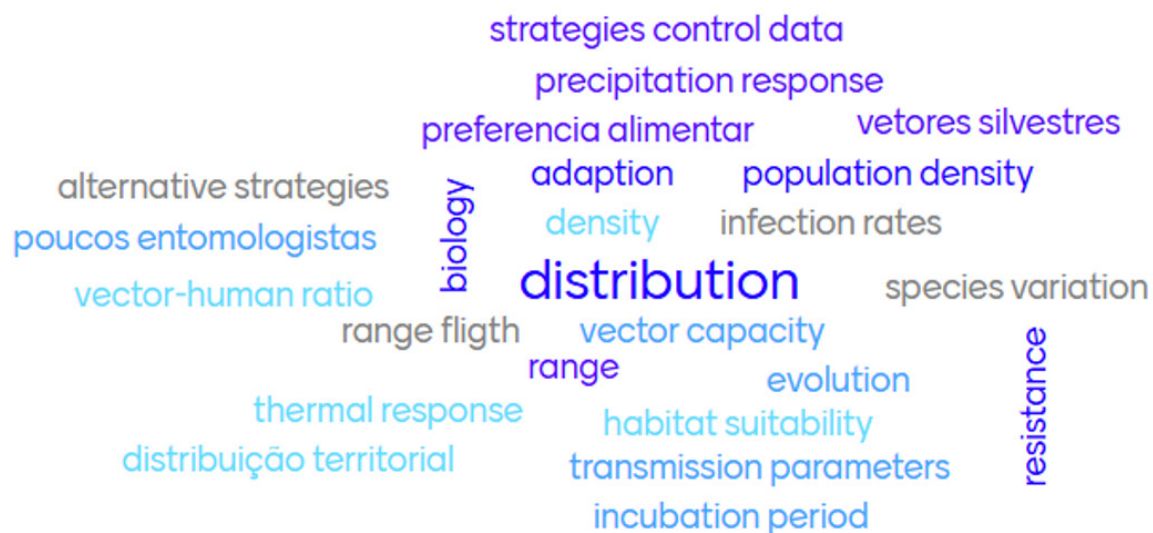 strategies control data
precipitation response
preferencia alimentar
vetores silvestres
alternative strategies
biology
adaption
population density
poucos entomologistas
density
infection rates
vector-human ratio
distribution
species variation
range fligth
vector capacity
range
evolution
resistance
thermal response
habitat suitability
distribuição territorial
transmission parameters
incubation period